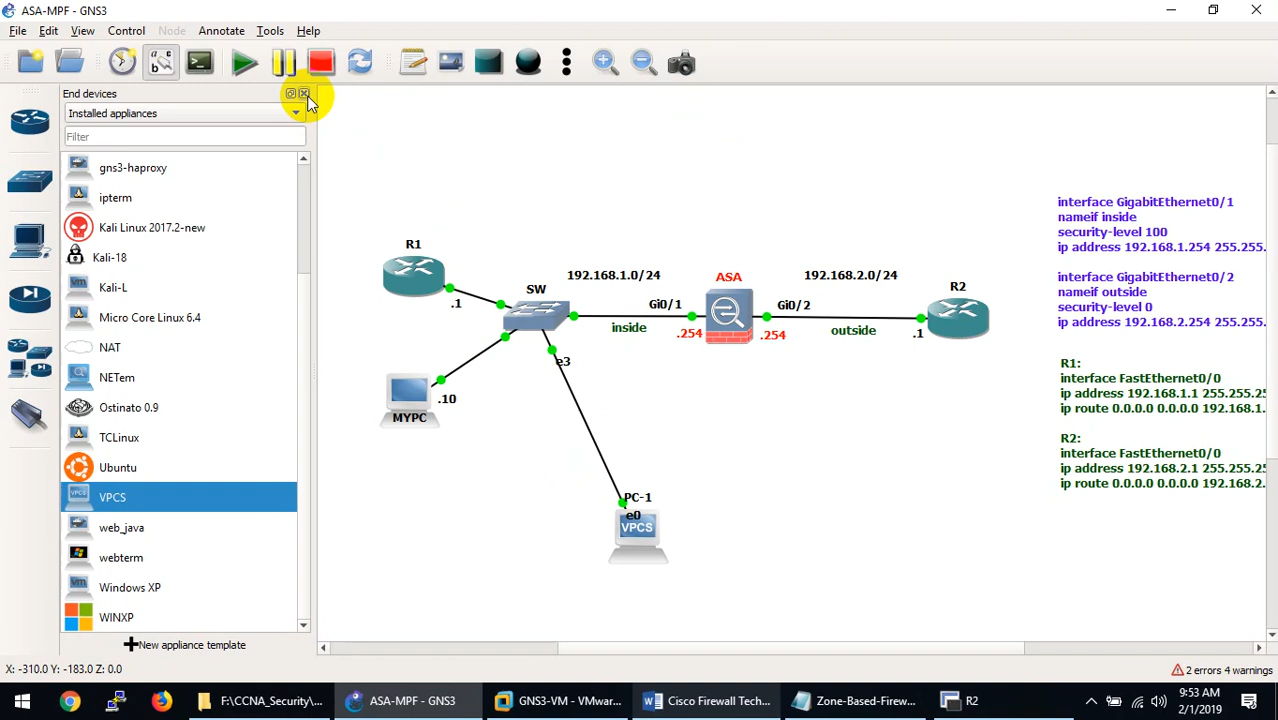 ASA-MPF - GNS3
File Edit View Control Node Annotate Tools Help
End devices
Installed appliances
Filter
gns3-haproxy
ipterm
Kali Linux 2017.2-new
Kali-18
Kali-L
Micro Core Linux 6.4
NAT
NETem
Ostinato 0.9
TCLinux
Ubuntu
VPCS
web_java
webterm
Windows XP
WINXP
New appliance template
R1
.1
SW
192.168.1.0/24
Gi0/1
inside
.254
ASA
192.168.2.0/24
Gi0/2
outside
.254
R2
.1
e3
MYPC
.10
PC-1
e0
VPCS
interface GigabitEthernet0/1
nameif inside
security-level 100
ip address 192.168.1.254 255.255.
interface GigabitEthernet0/2
nameif outside
security-level 0
ip address 192.168.2.254 255.255.
R1:
interface FastEthernet0/0
ip address 192.168.1.1 255.255.25
ip route 0.0.0.0 0.0.0.0 192.168.1.
R2:
interface FastEthernet0/0
ip address 192.168.2.1 255.255.25
ip route 0.0.0.0 0.0.0.0 192.168.2.
X: -310.0 Y: -183.0 Z: 0.0
2 errors 4 warnings
F:\CCNA_Security\...
ASA-MPF - GNS3
GNS3-VM - VMwar...
Cisco Firewall Tech...
Zone-Based-Firew...
R2
9:53 AM
2/1/2019